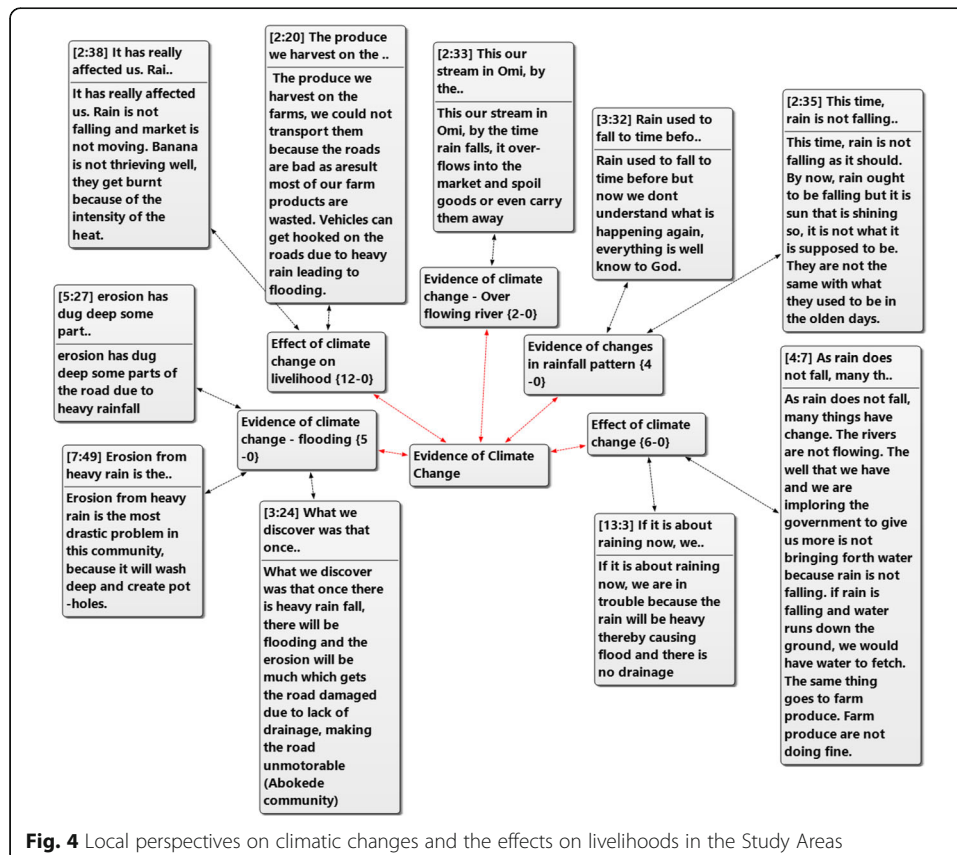 [2:38] It has really
affected us. Rai..
It has really affected
us. Rain is not
falling and market is
not moving. Banana
is not thrieving well,
they get burnt
because of the
intensity of the
heat.
[2:20] The produce
we harvest on the ..
The produce we
harvest on the
farms, we could not
transport them
because the roads
are bad as aresult
most of our farm
products are
wasted. Vehicles can
get hooked on the
roads due to heavy
rain leading to
flooding.
[2:33] This our
stream in Omi, by
the..
This our stream in
Omi, by the time
rain falls, it over-
flows into the
market and spoil
goods or even carry
them away
[3:32] Rain used to
fall to time befo..
Rain used to fall to
time before but
now we dont
understand what is
happening again,
everything is well
know to God.
[2:35] This time,
rain is not falling..
This time, rain is not
falling as it should.
By now, rain ought
to be falling but it is
sun that is shining
so, it is not what it
is supposed to be.
They are not the
same with what
they used to be in
the olden days.
[5:27] erosion has
dug deep some
part..
erosion has dug
deep some parts of
the road due to
heavy rainfall
Effect of climate
change on
livelihood {12-0}
Evidence of climate
change - Over
flowing river {2-0}
Evidence of changes
in rainfall pattern {4
-0}
Evidence of climate
change - flooding {5
-0}
Evidence of Climate
Change
Effect of climate
change {6-0}
[7:49] Erosion from
heavy rain is the..
Erosion from heavy
rain is the most
drastic problem in
this community,
because it will wash
deep and create pot
-holes.
[3:24] What we
discover was that
once..
What we discover
was that once there
is heavy rain fall,
there will be
flooding and the
erosion will be
much which gets
the road damaged
due to lack of
drainage, making
the road
unmotorable
(Abokede
community)
[13:3] If it is about
raining now, we..
If it is about raining
now, we are in
trouble because the
rain will be heavy
thereby causing
flood and there is
no drainage
[4:7] As rain does
not fall, many th..
As rain does not fall,
many things have
change. The rivers
are not flowing. The
well that we have
and we are
imploring the
government to give
us more is not
bringing forth water
because rain is not
falling. if rain is
falling and water
runs down the
ground, we would
have water to fetch.
The same thing
goes to farm
produce. Farm
produce are not
doing fine.
Fig. 4 Local perspectives on climatic changes and the effects on livelihoods in the Study Areas